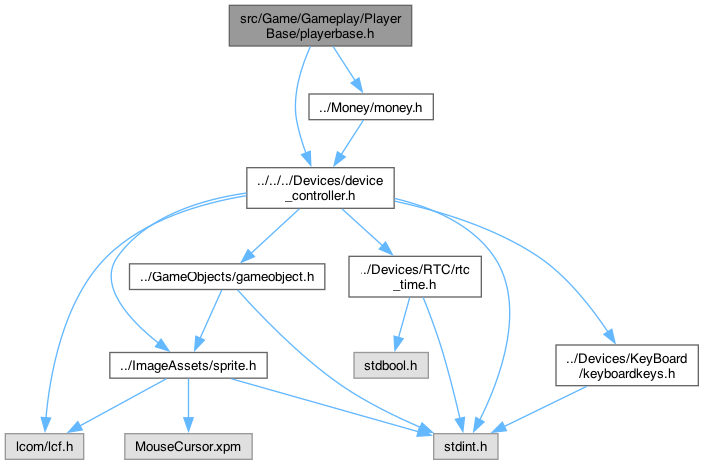 src/Game/Gameplay/Player
Base/playerbase.h
../Money/money.h
../../../Devices/device
_controller.h
../GameObjects/gameobject.h
../Devices/RTC/rtc
_time.h
../ImageAssets/sprite.h
stdbool.h
../Devices/KeyBoard
/keyboardkeys.h
lcom/lcf.h
MouseCursor.xpm
stdint.h